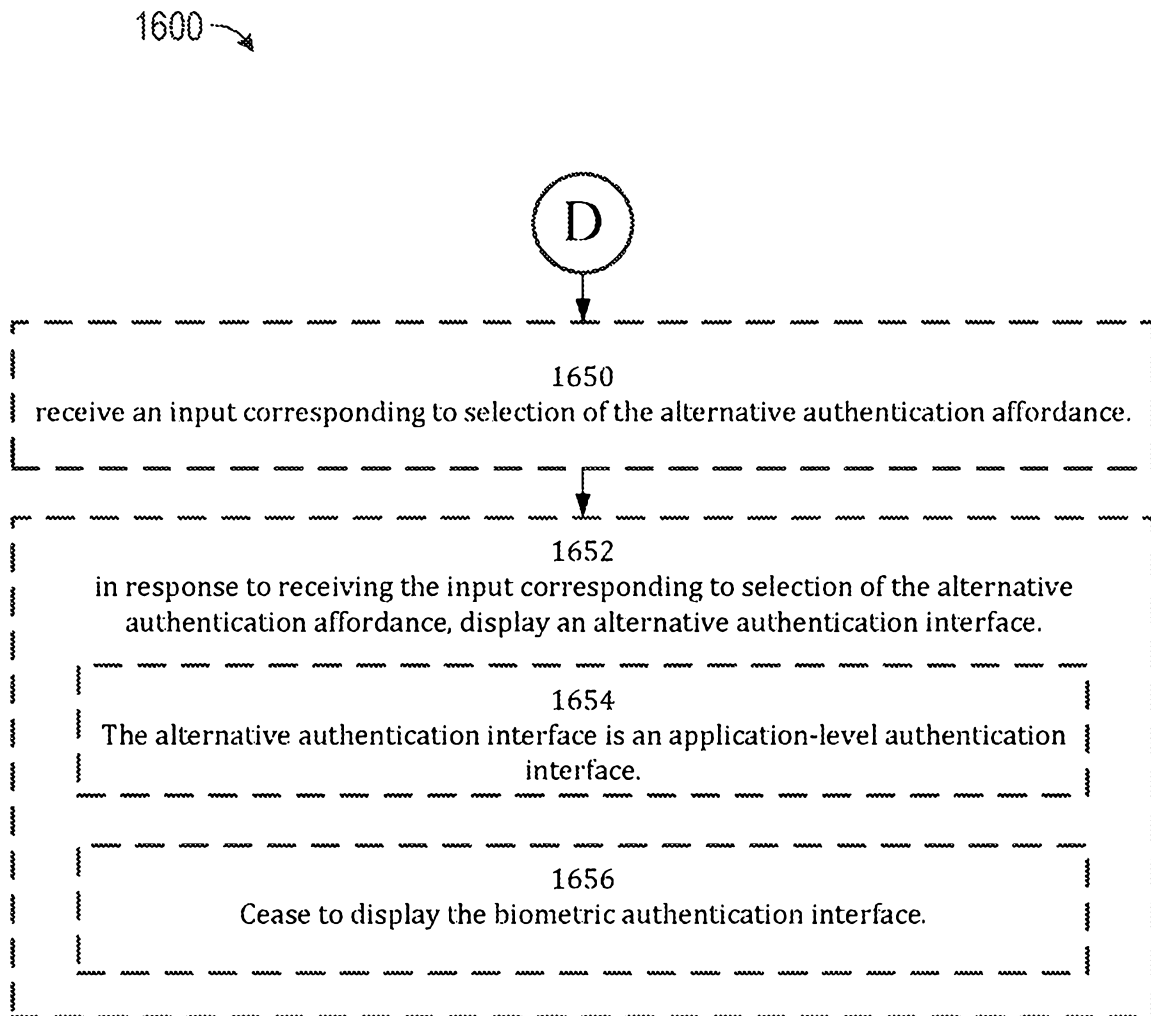 1600
D
1650
receive an input corresponding to selection of the alternative authentication affordance.
1652
in response to receiving the input corresponding to selection of the alternative
authentication affordance, display an alternative authentication interface.
1654
The alternative authentication interface is an application-level authentication
interface.
1656
Cease to display the biometric authentication interface.